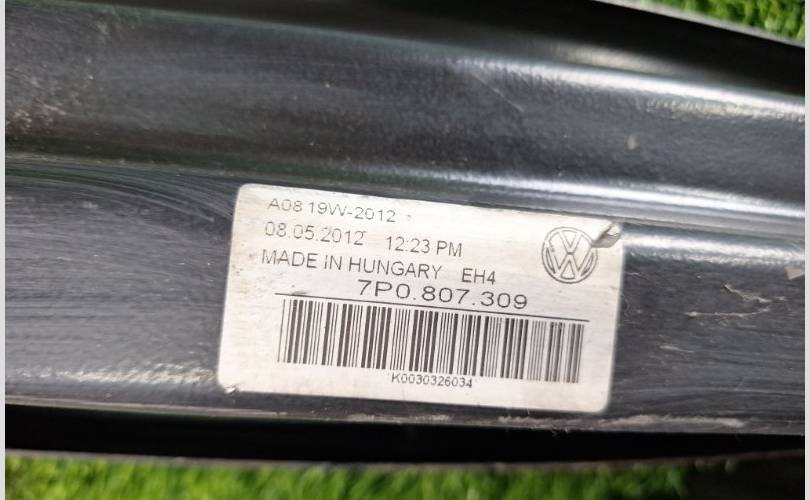 A08 19W-2012
08.05.2012 12:23 PM
MADE IN HUNGARY EH4
7P0.807.309
K0030326034